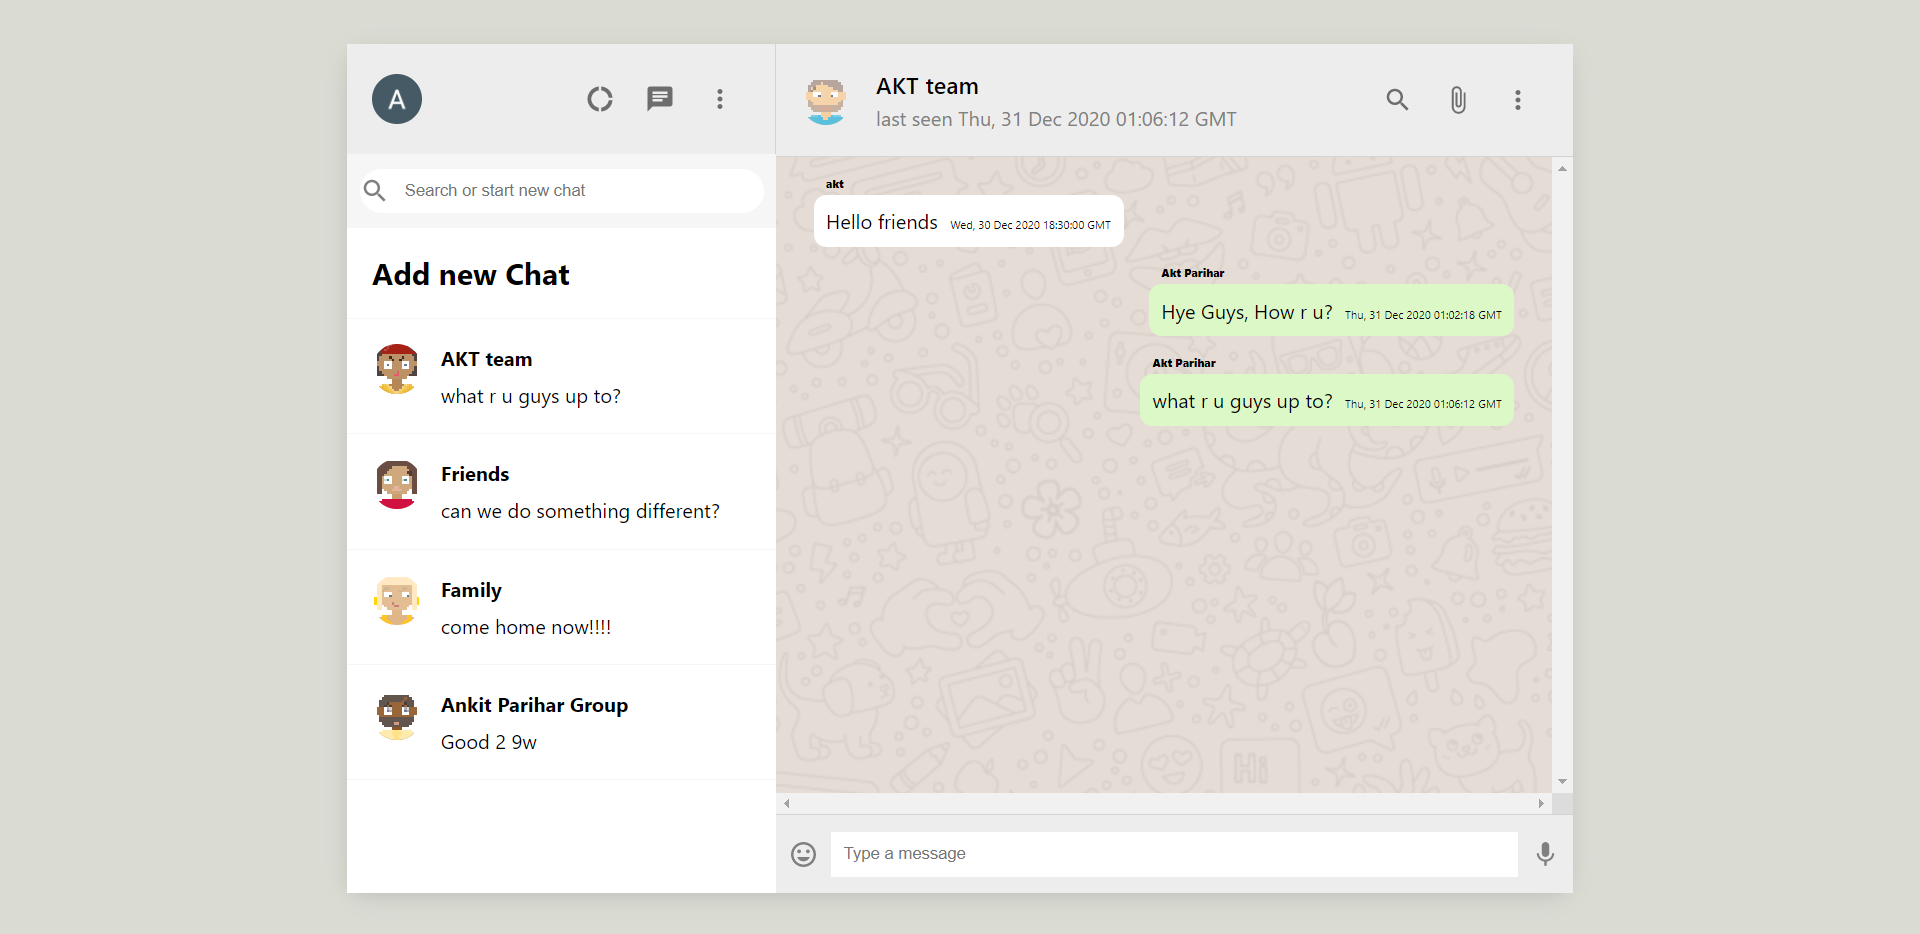 A
Search or start new chat
Add new Chat
AKT team
what r u guys up to?
Friends
can we do something different?
Family
come home now!!!!
Ankit Parihar Group
Good 2 9w
AKT team
last seen Thu, 31 Dec 2020 01:06:12 GMT
akt
Hello friends Wed, 30 Dec 2020 18:30:00 GMT
Akt Parihar
Hye Guys, How r u? Thu, 31 Dec 2020 01:02:18 GMT
Akt Parihar
what r u guys up to? Thu, 31 Dec 2020 01:06:12 GMT
Hi
Type a message